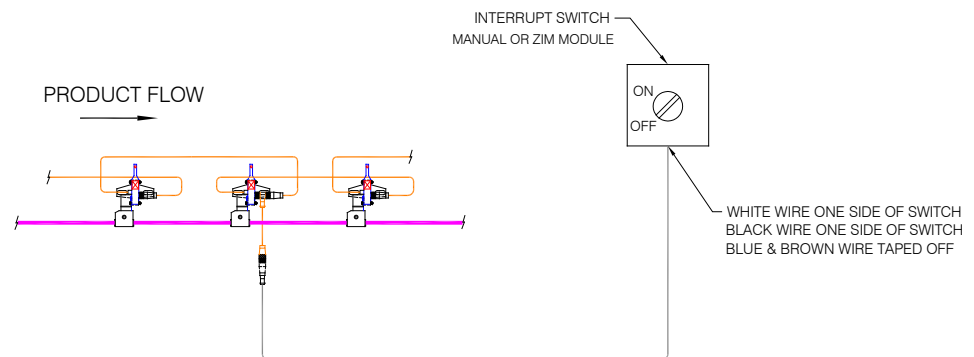 INTERRUPT SWITCH
MANUAL OR ZIM MODULE
PRODUCT FLOW
ON
OFF
WHITE WIRE ONE SIDE OF SWITCH
BLACK WIRE ONE SIDE OF SWITCH
BLUE & BROWN WIRE TAPED OFF